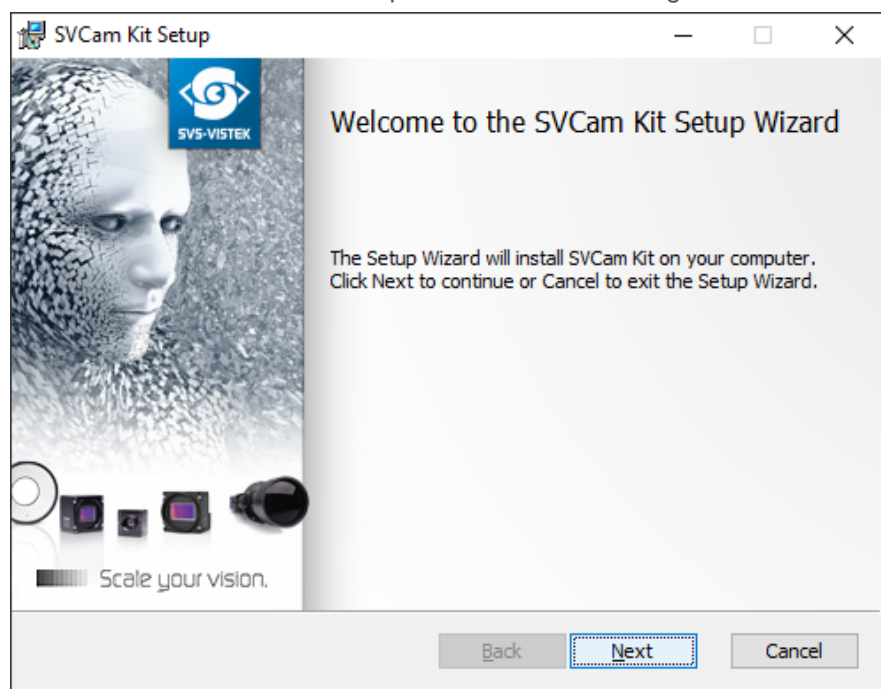 SVCam Kit Setup
SVS-VISTEK
Welcome to the SVCam Kit Setup Wizard
The Setup Wizard will install SVCam Kit on your computer.
Click Next to continue or Cancel to exit the Setup Wizard.
Scale your vision.
Back
Next
Cancel